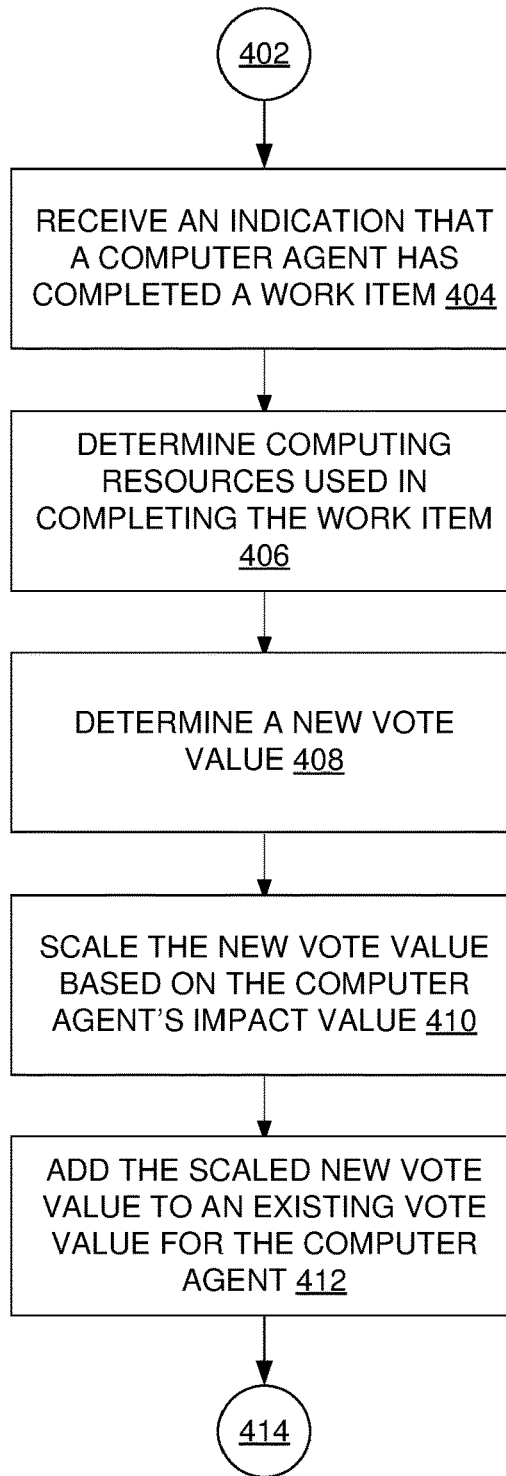 402
RECEIVE AN INDICATION THAT
A COMPUTER AGENT HAS
COMPLETED A WORK ITEM 404
DETERMINE COMPUTING
RESOURCES USED IN
COMPLETING THE WORK ITEM
406
DETERMINE A NEW VOTE
VALUE 408
SCALE THE NEW VOTE VALUE
BASED ON THE COMPUTER
AGENT'S IMPACT VALUE 410
ADD THE SCALED NEW VOTE
VALUE TO AN EXISTING VOTE
VALUE FOR THE COMPUTER
AGENT 412
414